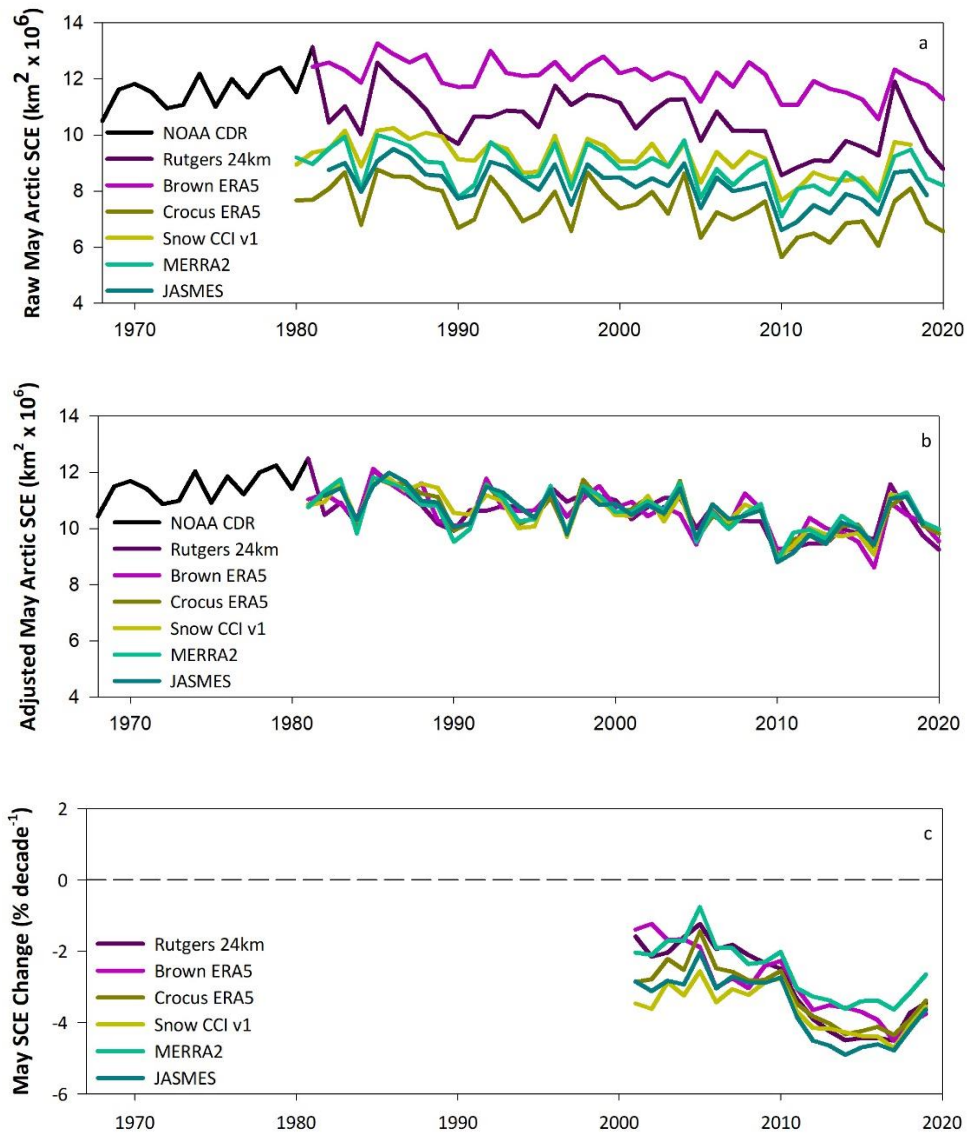 Raw May Arctic SCE (km² x 10⁶)
14
12
10
8
6
4
a
NOAA CDR
Rutgers 24km
Brown ERA5
Crocus ERA5
Snow CCI v1
MERRA2
JASMES
1970 1980 1990 2000 2010 2020
Adjusted May Arctic SCE (km² x 10⁶)
14
12
10
8
6
4
b
NOAA CDR
Rutgers 24km
Brown ERA5
Crocus ERA5
Snow CCI v1
MERRA2
JASMES
1970 1980 1990 2000 2010 2020
May SCE Change (% decade⁻¹)
2
0
-2
-4
-6
c
Rutgers 24km
Brown ERA5
Crocus ERA5
Snow CCI v1
MERRA2
JASMES
1970 1980 1990 2000 2010 2020